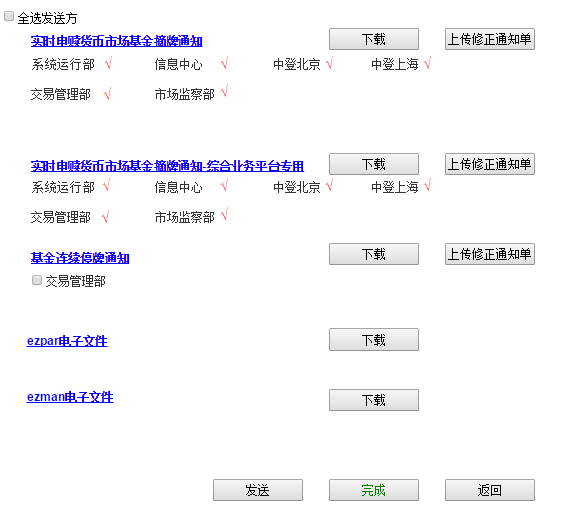 全选发送方
实时申赎货币市场基金摘牌通知 下载 上传修正通知单
系统运行部 √ 信息中心 √ 中登北京 √ 中登上海 √
交易管理部 √ 市场监察部 √
实时申赎货币市场基金摘牌通知-综合业务平台专用 下载 上传修正通知单
系统运行部 √ 信息中心 √ 中登北京 √ 中登上海 √
交易管理部 √ 市场监察部 √
基金连续停牌通知 下载 上传修正通知单
交易管理部
ezpar电子文件 下载
ezman电子文件 下载
发送 完成 返回